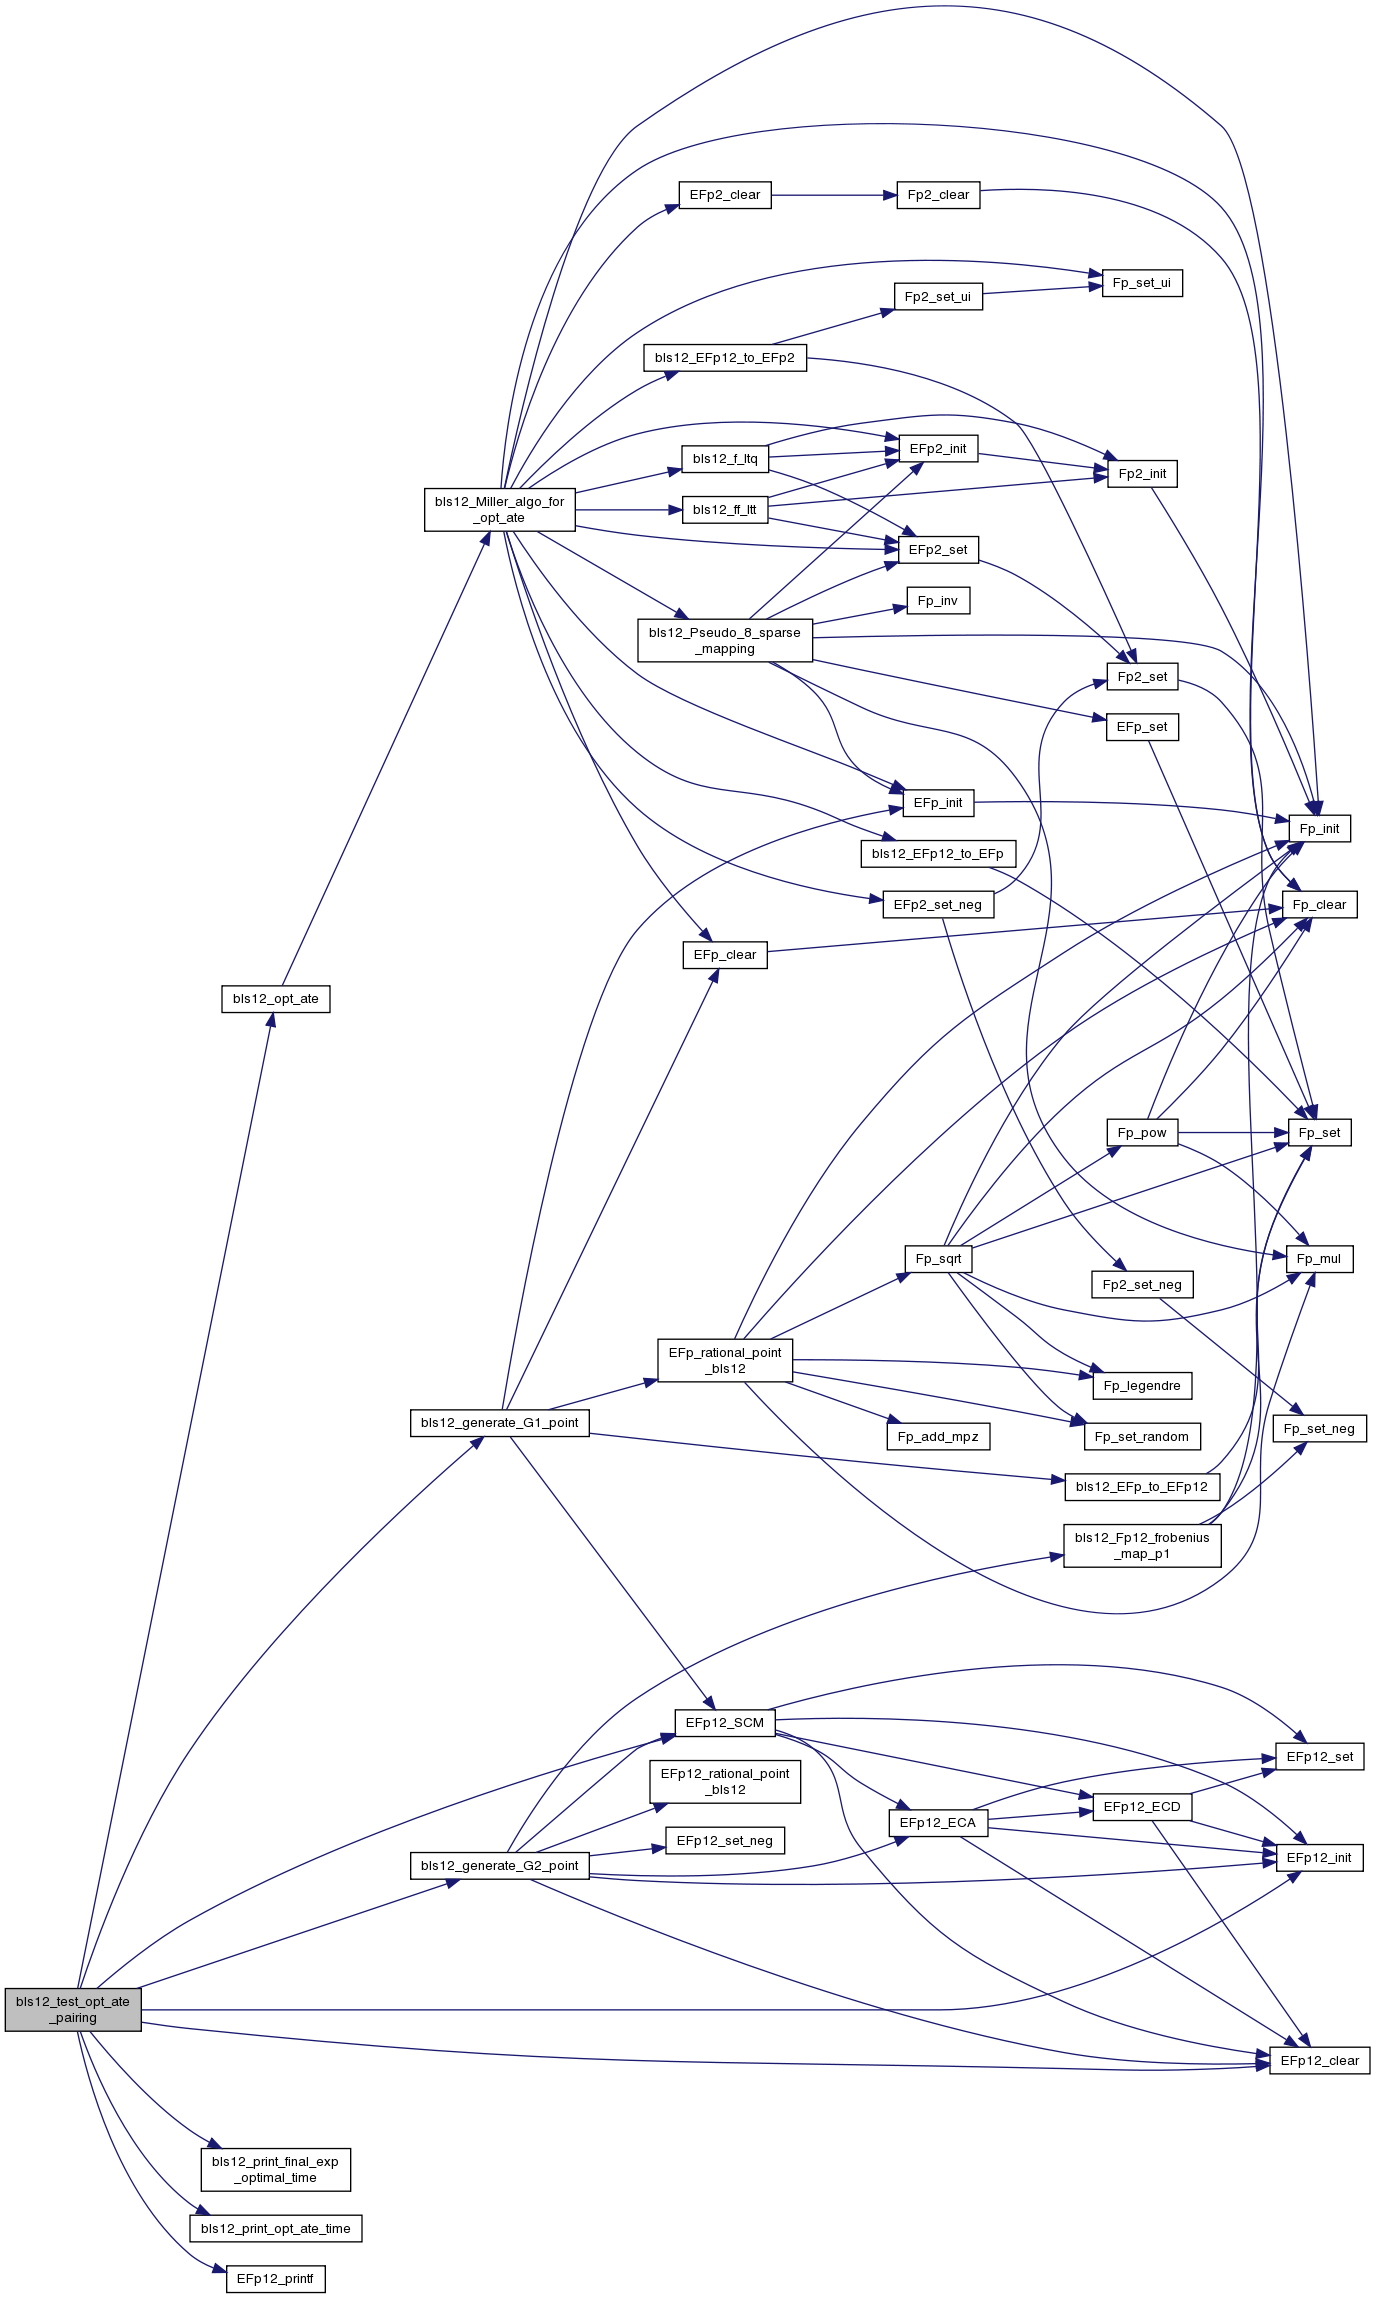 EFp2_clear
Fp2_clear
Fp_set_ui
Fp2_set_ui
bls12_EFp12_to_EFp2
EFp2_init
bls12_f_ltq
Fp2_init
bls12_Miller_algo_for
_opt_ate
bls12_ff_ltt
EFp2_set
Fp_inv
bls12_Pseudo_8_sparse
_mapping
Fp2_set
EFp_set
EFp_init
Fp_init
bls12_EFp12_to_EFp
EFp2_set_neg
Fp_clear
EFp_clear
bls12_opt_ate
Fp_pow
Fp_set
Fp_sqrt
Fp_mul
Fp2_set_neg
EFp_rational_point
_bls12
Fp_legendre
bls12_generate_G1_point
Fp_add_mpz
Fp_set_random
Fp_set_neg
bls12_EFp_to_EFp12
bls12_Fp12_frobenius
_map_p1
EFp12_SCM
EFp12_set
EFp12_rational_point
_bls12
EFp12_ECD
EFp12_ECA
EFp12_set_neg
EFp12_init
bls12_generate_G2_point
bls12_test_opt_ate
_pairing
EFp12_clear
bls12_print_final_exp
_optimal_time
bls12_print_opt_ate_time
EFp12_printf